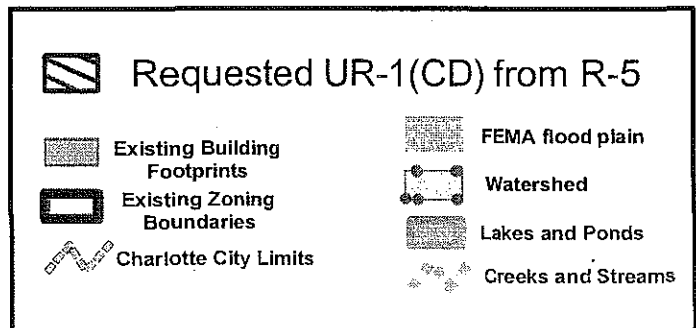 Requested UR-1(CD) from R-5
Existing Building
Footprints
Existing Zoning
Boundaries
Charlotte City Limits
FEMA flood plain
Watershed
Lakes and Ponds
Creeks and Streams